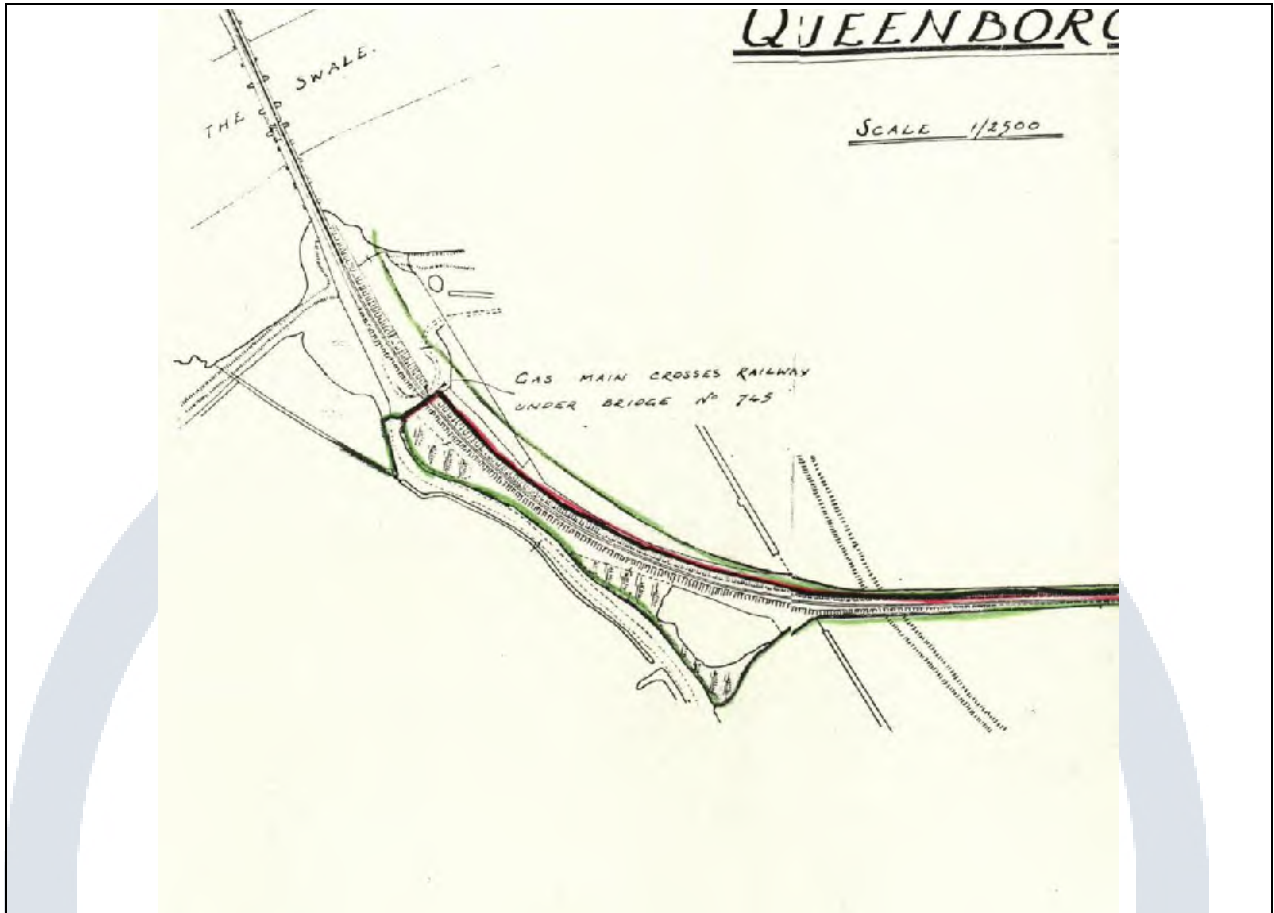 QUEENBORO
SCALE 1/2500
THE SWALE.
GAS MAIN CROSSES RAILWAY
UNDER BRIDGE Nº 745